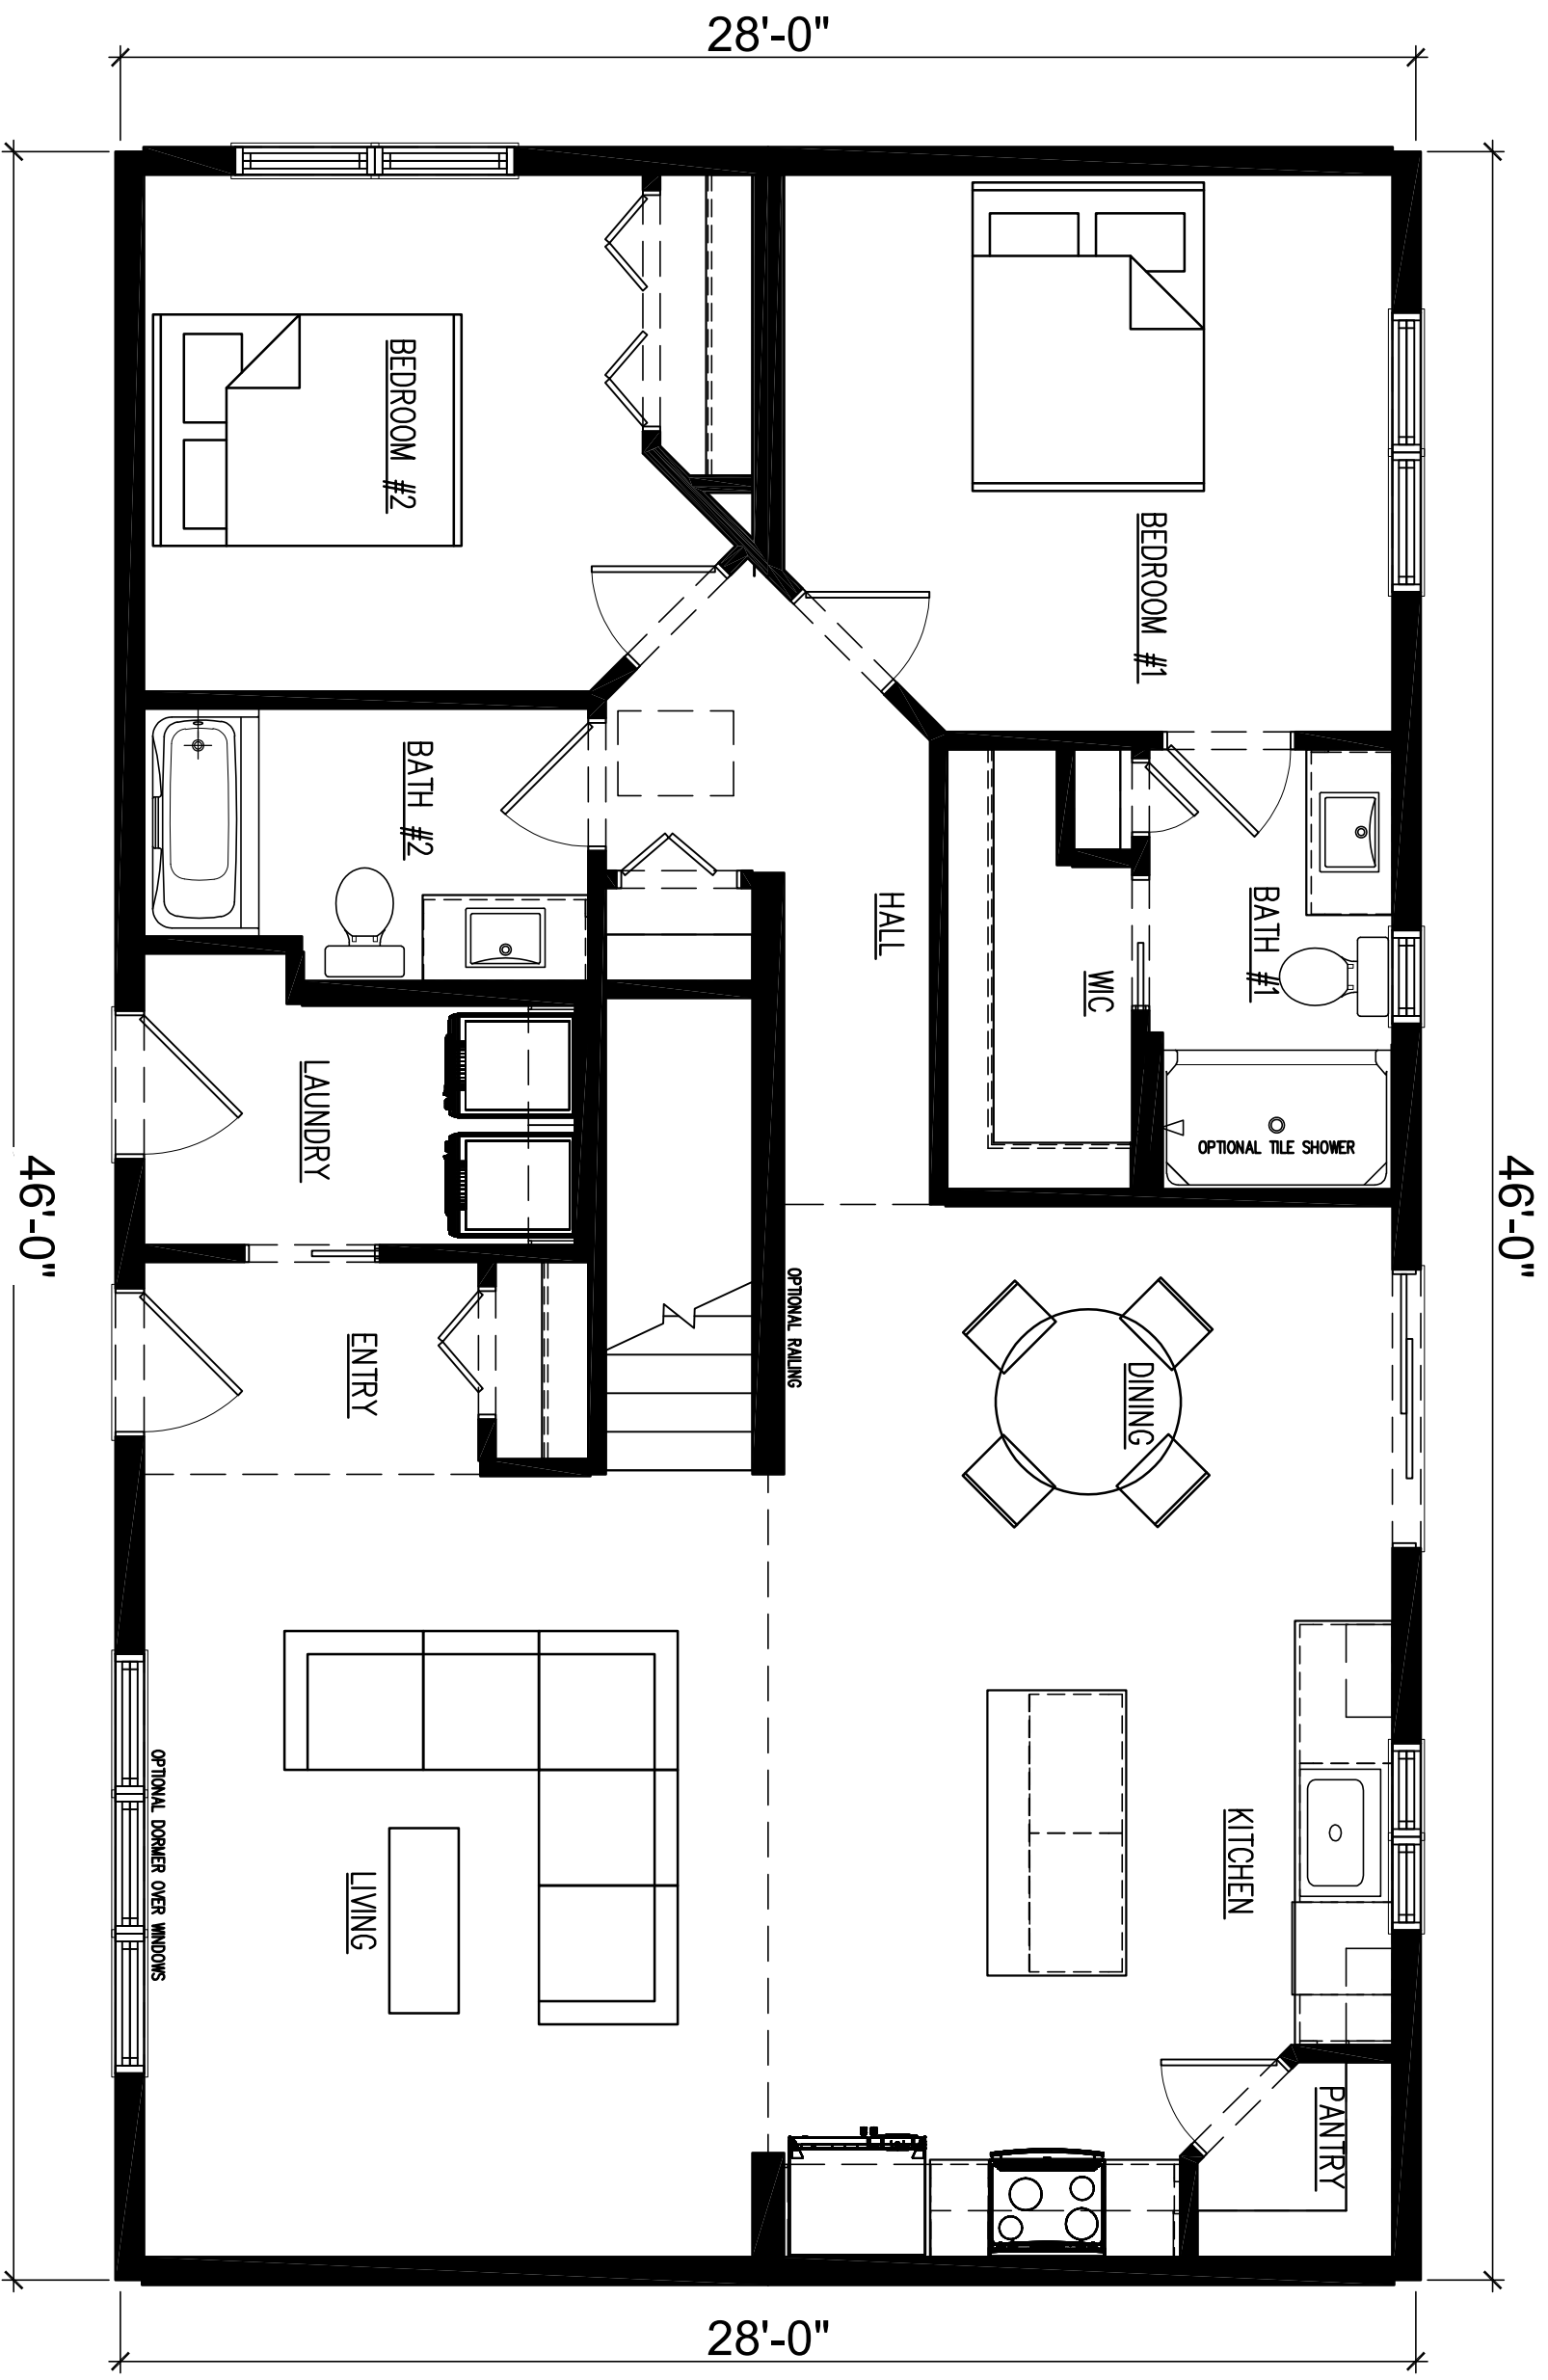 28'-0"
BEDROOM #2
BEDROOM #1
BATH #2
BATH #1
HALL
WIC
OPTIONAL TILE SHOWER
LAUNDRY
46'-0"
46'-0"
OPTIONAL RAILING
ENTRY
DINING
OPTIONAL DORMER OVER WINDOWS
LIVING
KITCHEN
PANTRY
28'-0"